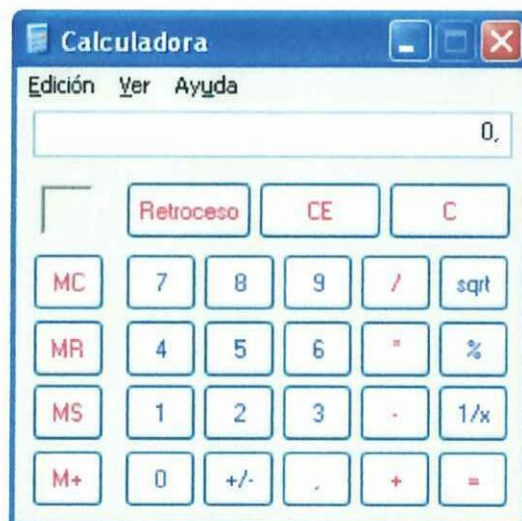 Calculadora
Edición Ver Ayuda
0,
Retroceso CE C
MC 7 8 9 / sqrt
MR 4 5 6 * %
MS 1 2 3 - 1/x
M+ 0 +/- , + =